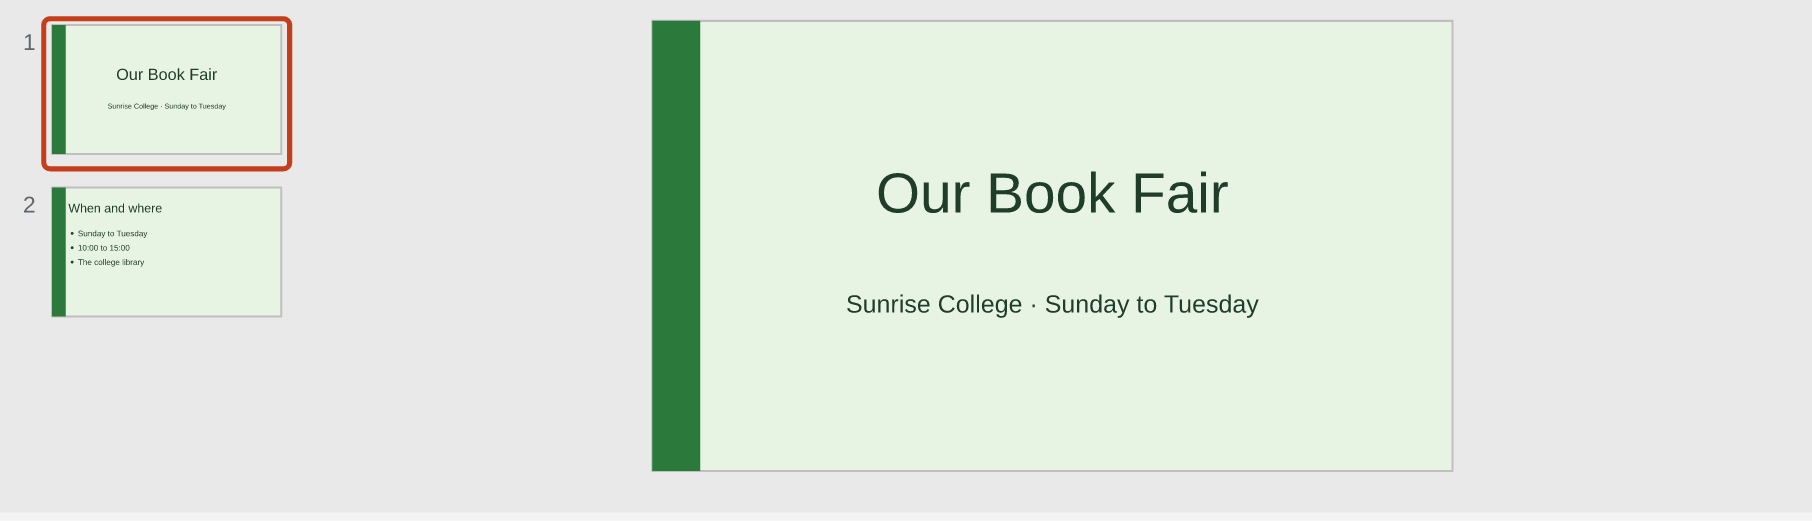 1
Our Book Fair
Sunrise College · Sunday to Tuesday
2
When and where
• Sunday to Tuesday
• 10:00 to 15:00
• The college library
Our Book Fair
Sunrise College · Sunday to Tuesday